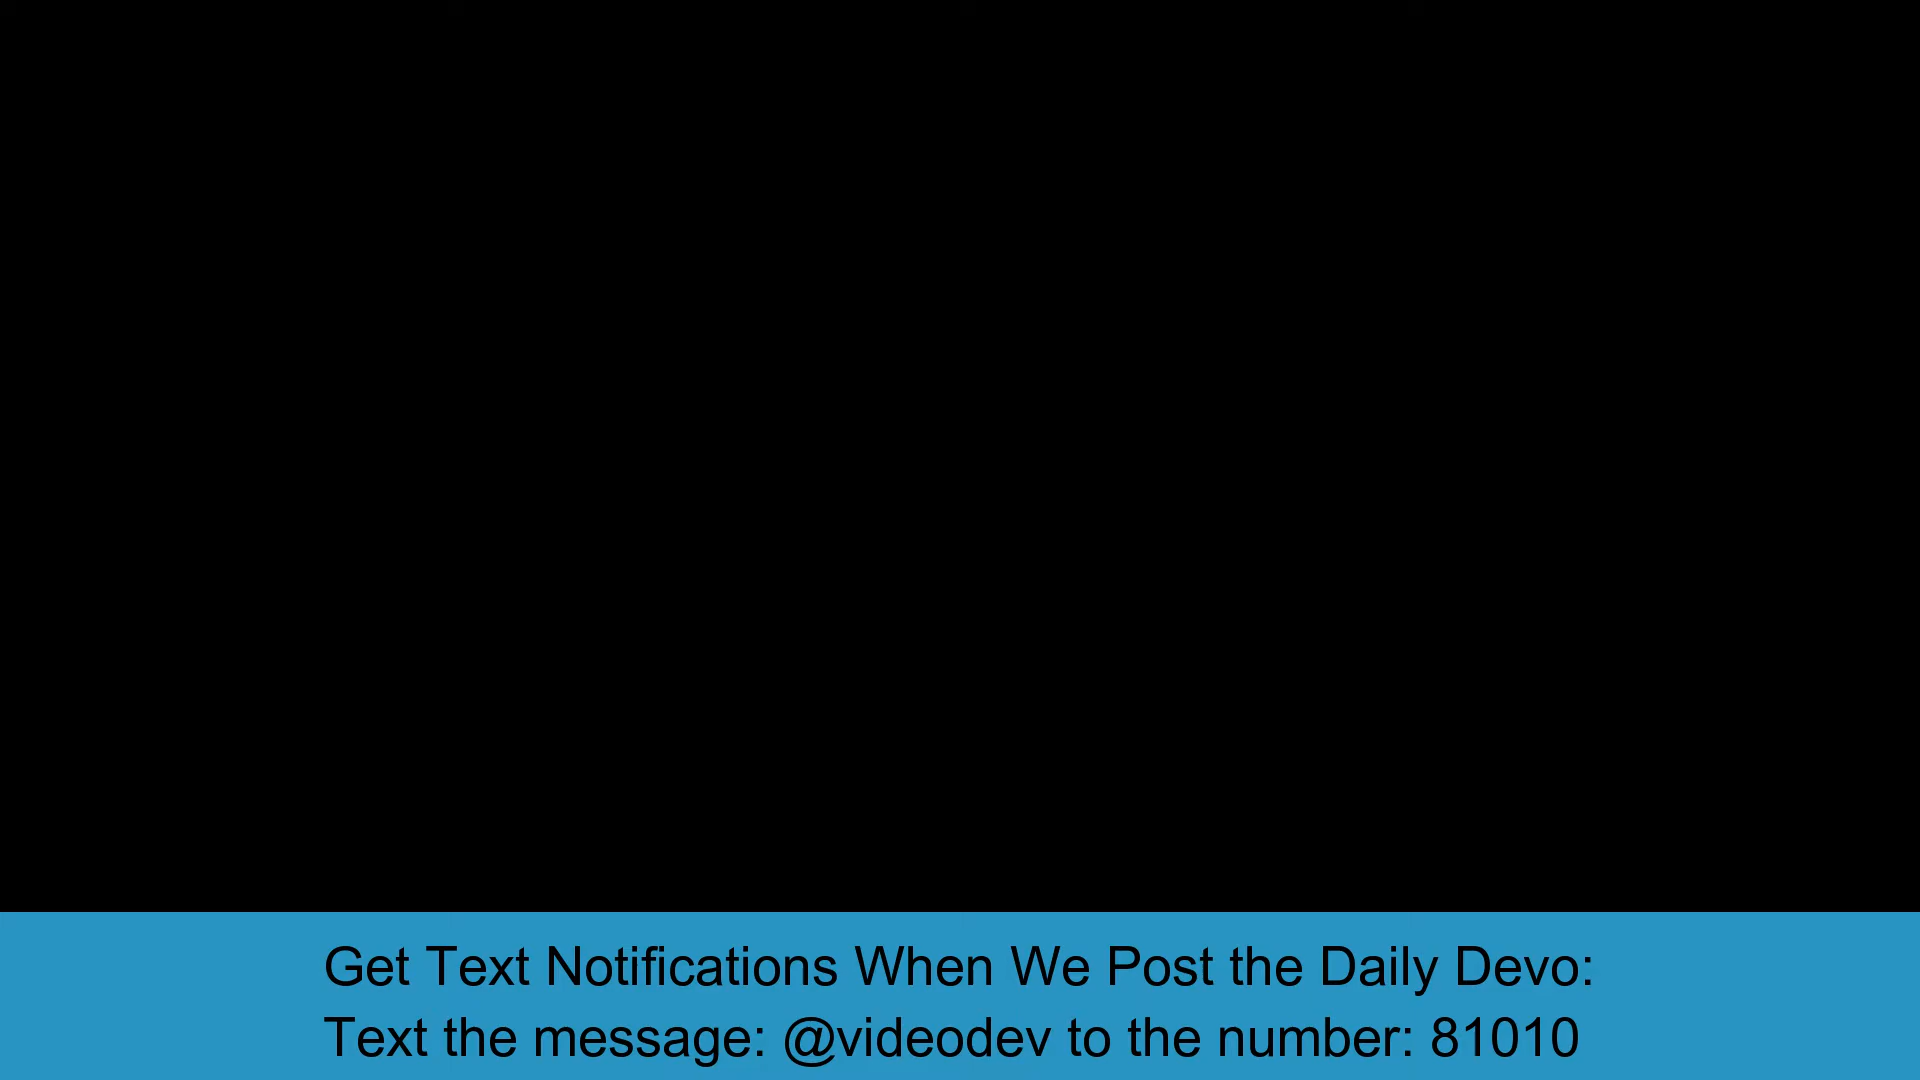 Get Text Notifications When We Post the Daily Devo:
Text the message: @videodev to the number: 81010